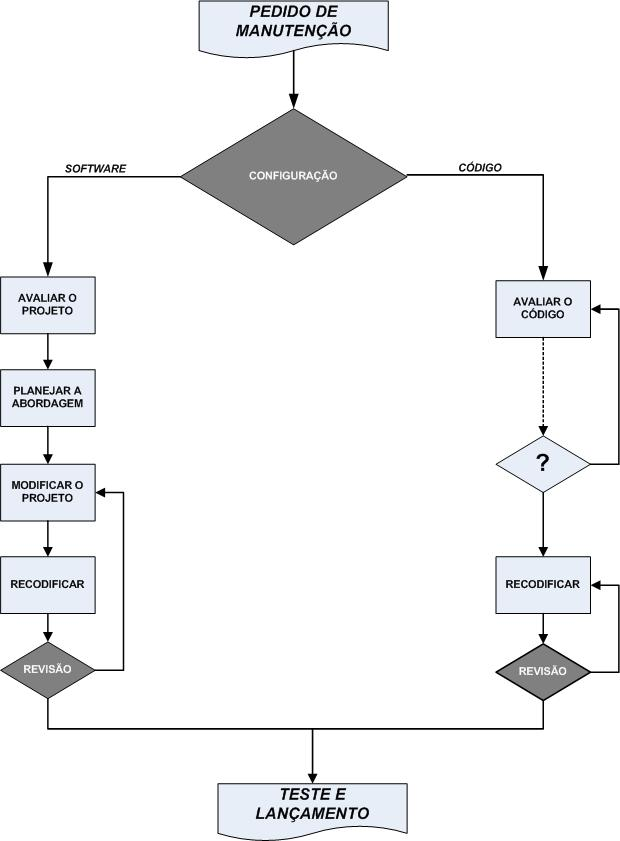 PEDIDO DE
MANUTENÇÃO
CONFIGURAÇÃO
SOFTWARE
CÓDIGO
AVALIAR O
PROJETO
PLANEJAR A
ABORDAGEM
MODIFICAR O
PROJETO
RECODIFICAR
REVISÃO
AVALIAR O
CÓDIGO
?
RECODIFICAR
REVISÃO
TESTE E
LANÇAMENTO